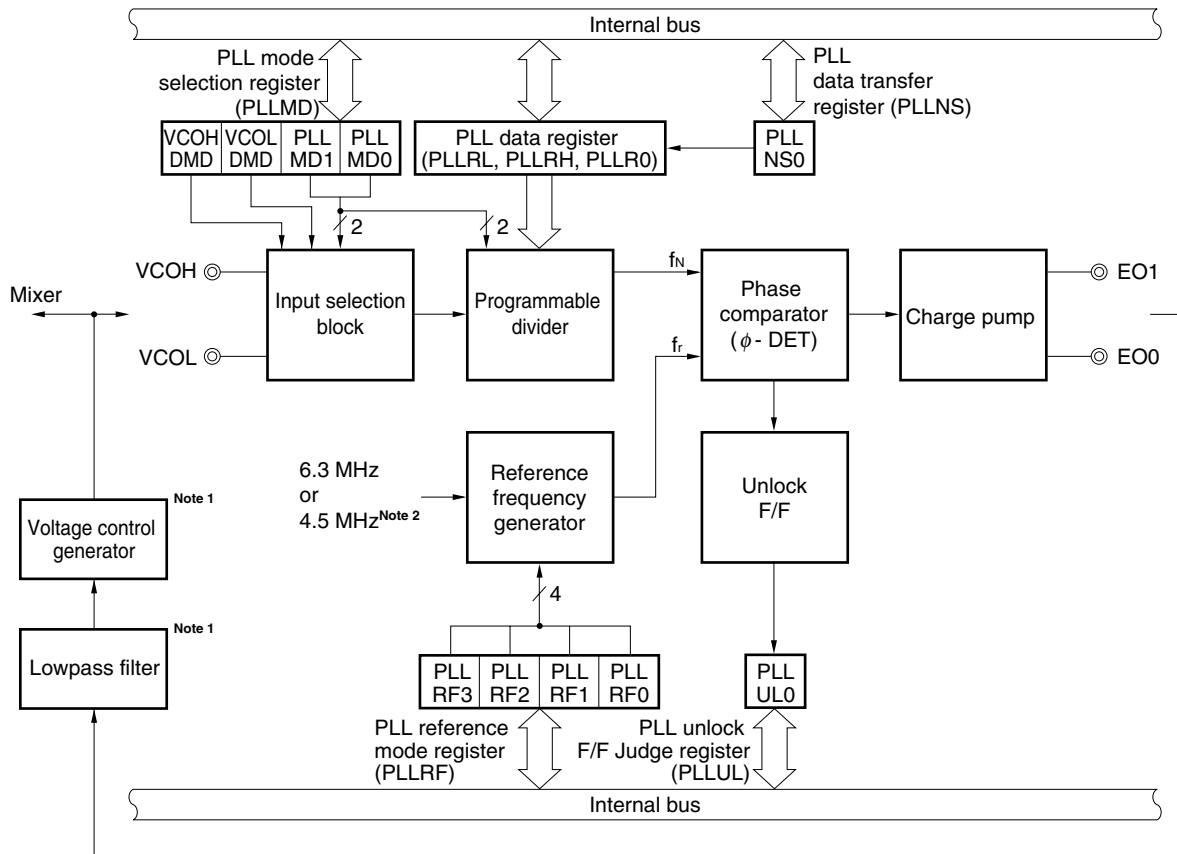 Internal bus
PLL mode
selection register
(PLLMD)
PLL
data transfer
register (PLLNS)
VCOH
DMD
VCOL
DMD
PLL
MD1
PLL
MD0
PLL data register
(PLLRL, PLLRH, PLLR0)
PLL
NS0
2
2
VCOH
VCOL
Mixer
Input selection
block
Programmable
divider
fN
fr
Phase
comparator
(ϕ - DET)
Charge pump
EO1
EO0
6.3 MHz
or
4.5 MHz Note 2
Reference
frequency
generator
Unlock
F/F
Note 1
Voltage control
generator
Note 1
Lowpass filter
4
PLL
RF3
PLL
RF2
PLL
RF1
PLL
RF0
PLL
UL0
PLL reference
mode register
(PLLRF)
PLL unlock
F/F Judge register
(PLLUL)
Internal bus